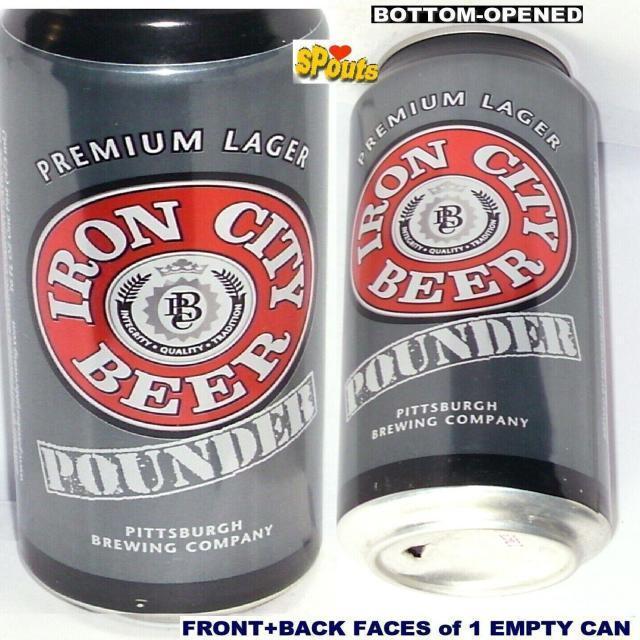 BOTTOM-OPENED
SPouts
PREMIUM LAGER
IRON CITY
PBC
INTEGRITY • QUALITY • TRADITION
BEER
POUNDER
PITTSBURGH
BREWING COMPANY
PREMIUM LAGER
IRON CITY
PBC
INTEGRITY • QUALITY • TRADITION
BEER
POUNDER
PITTSBURGH
BREWING COMPANY
FRONT+BACK FACES of 1 EMPTY CAN